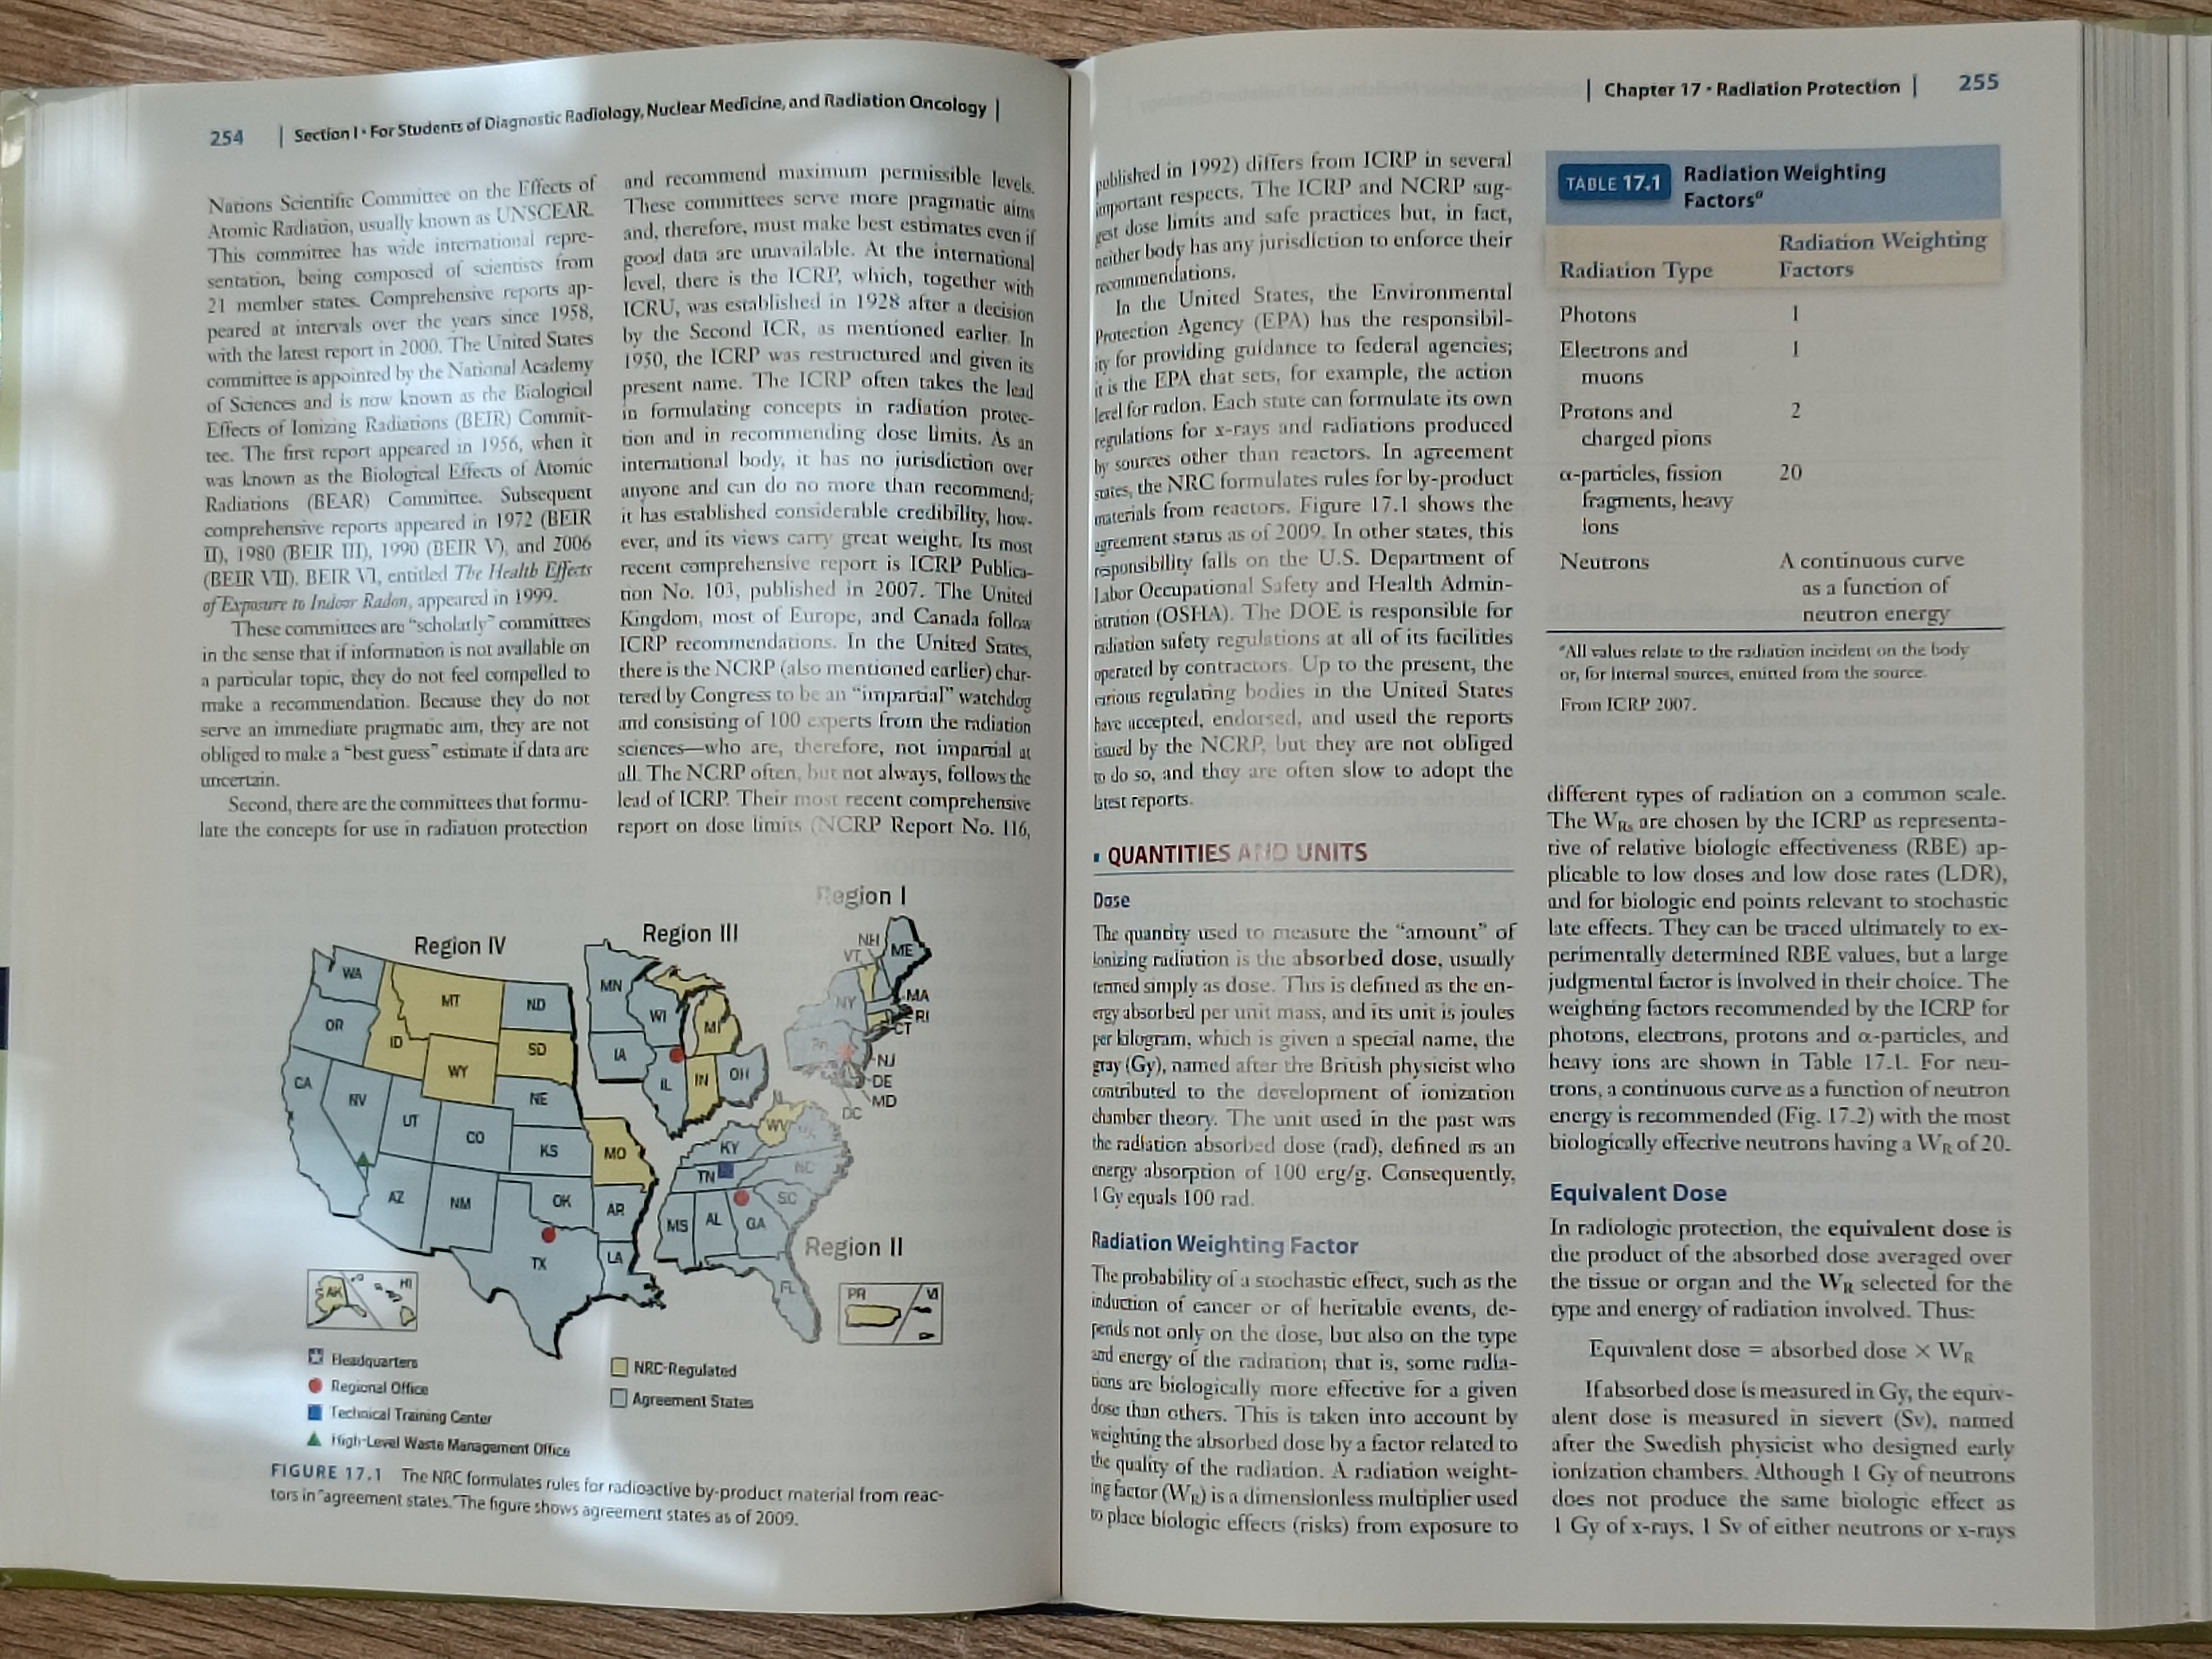 254 | Section I • For Students of Diagnostic Radiology, Nuclear Medicine, and Radiation Oncology |
Nations Scientific Committee on the Effects of
Atomic Radiation, usually known as UNSCEAR.
This committee has wide international repre-
sentation, being composed of scientists from
21 member states. Comprehensive reports ap-
peared at intervals over the years since 1958,
with the latest report in 2000. The United States
committee is appointed by the National Academy
of Sciences and is now known as the Biological
Effects of Ionizing Radiations (BEIR) Commit-
tee. The first report appeared in 1956, when it
was known as the Biological Effects of Atomic
Radiations (BEAR) Committee. Subsequent
comprehensive reports appeared in 1972 (BEIR
II), 1980 (BEIR III), 1990 (BEIR V), and 2006
(BEIR VII). BEIR VI, entitled The Health Effects
of Exposure to Indoor Radon, appeared in 1999.
These committees are "scholarly" committees
in the sense that if information is not available on
a particular topic, they do not feel compelled to
make a recommendation. Because they do not
serve an immediate pragmatic aim, they are not
obliged to make a "best guess" estimate if data are
uncertain.
Second, there are the committees that formu-
late the concepts for use in radiation protection
and recommend maximum permissible levels.
These committees serve more pragmatic aims
and, therefore, must make best estimates even if
good data are unavailable. At the international
level, there is the ICRP, which, together with
ICRU, was established in 1928 after a decision
by the Second ICR, as mentioned earlier. In
1950, the ICRP was restructured and given its
present name. The ICRP often takes the lead
in formulating concepts in radiation protec-
tion and in recommending dose limits. As an
international body, it has no jurisdiction over
anyone and can do no more than recommend;
it has established considerable credibility, how-
ever, and its views carry great weight. Its most
recent comprehensive report is ICRP Publica-
tion No. 103, published in 2007. The United
Kingdom, most of Europe, and Canada follow
ICRP recommendations. In the United States,
there is the NCRP (also mentioned earlier) char-
tered by Congress to be an "impartial" watchdog
and consisting of 100 experts from the radiation
sciences—who are, therefore, not impartial at
all. The NCRP often, but not always, follows the
lead of ICRP. Their most recent comprehensive
report on dose limits (NCRP Report No. 116,
Region IV
Region III
Region I
Region II
WA
OR
CA
NV
ID
MT
WY
UT
AZ
CO
NM
ND
SD
NE
KS
OK
TX
MN
IA
MO
AR
LA
WI
IL
MI
IN
OH
KY
TN
MS
AL
GA
FL
SC
NC
WV
NH
VT
ME
NY
MA
RI
CT
NJ
DE
MD
DC
AK
HI
PR
VI
Headquarters
Regional Office
Technical Training Center
High-Level Waste Management Office
NRC-Regulated
Agreement States
FIGURE 17.1 The NRC formulates rules for radioactive by-product material from reac-
tors in "agreement states." The figure shows agreement states as of 2009.
| Chapter 17 • Radiation Protection | 255
published in 1992) differs from ICRP in several
important respects. The ICRP and NCRP sug-
gest dose limits and safe practices but, in fact,
neither body has any jurisdiction to enforce their
recommendations.
In the United States, the Environmental
Protection Agency (EPA) has the responsibil-
ity for providing guidance to federal agencies;
it is the EPA that sets, for example, the action
level for radon. Each state can formulate its own
regulations for x-rays and radiations produced
by sources other than reactors. In agreement
states, the NRC formulates rules for by-product
materials from reactors. Figure 17.1 shows the
agreement status as of 2009. In other states, this
responsibility falls on the U.S. Department of
Labor Occupational Safety and Health Admin-
istration (OSHA). The DOE is responsible for
radiation safety regulations at all of its facilities
operated by contractors. Up to the present, the
various regulating bodies in the United States
have accepted, endorsed, and used the reports
issued by the NCRP, but they are not obliged
to do so, and they are often slow to adopt the
latest reports.
▪ QUANTITIES AND UNITS
Dose
The quantity used to measure the "amount" of
ionizing radiation is the absorbed dose, usually
termed simply as dose. This is defined as the en-
ergy absorbed per unit mass, and its unit is joules
per kilogram, which is given a special name, the
gray (Gy), named after the British physicist who
contributed to the development of ionization
chamber theory. The unit used in the past was
the radiation absorbed dose (rad), defined as an
energy absorption of 100 erg/g. Consequently,
1 Gy equals 100 rad.
Radiation Weighting Factor
The probability of a stochastic effect, such as the
induction of cancer or of heritable events, de-
pends not only on the dose, but also on the type
and energy of the radiation; that is, some radia-
tions are biologically more effective for a given
dose than others. This is taken into account by
weighting the absorbed dose by a factor related to
the quality of the radiation. A radiation weight-
ing factor (WR) is a dimensionless multiplier used
to place biologic effects (risks) from exposure to
TABLE 17.1 Radiation Weighting
Factorsa
Radiation Type Radiation Weighting
Factors
Photons 1
Electrons and 1
muons
Protons and 2
charged pions
α-particles, fission 20
fragments, heavy
ions
Neutrons A continuous curve
as a function of
neutron energy
aAll values relate to the radiation incident on the body
or, for internal sources, emitted from the source.
From ICRP 2007.
different types of radiation on a common scale.
The WRs are chosen by the ICRP as representa-
tive of relative biologic effectiveness (RBE) ap-
plicable to low doses and low dose rates (LDR),
and for biologic end points relevant to stochastic
late effects. They can be traced ultimately to ex-
perimentally determined RBE values, but a large
judgmental factor is involved in their choice. The
weighting factors recommended by the ICRP for
photons, electrons, protons and α-particles, and
heavy ions are shown in Table 17.1. For neu-
trons, a continuous curve as a function of neutron
energy is recommended (Fig. 17.2) with the most
biologically effective neutrons having a WR of 20.
Equivalent Dose
In radiologic protection, the equivalent dose is
the product of the absorbed dose averaged over
the tissue or organ and the WR selected for the
type and energy of radiation involved. Thus:
Equivalent dose = absorbed dose × WR
If absorbed dose is measured in Gy, the equiv-
alent dose is measured in sievert (Sv), named
after the Swedish physicist who designed early
ionization chambers. Although 1 Gy of neutrons
does not produce the same biologic effect as
1 Gy of x-rays, 1 Sv of either neutrons or x-rays